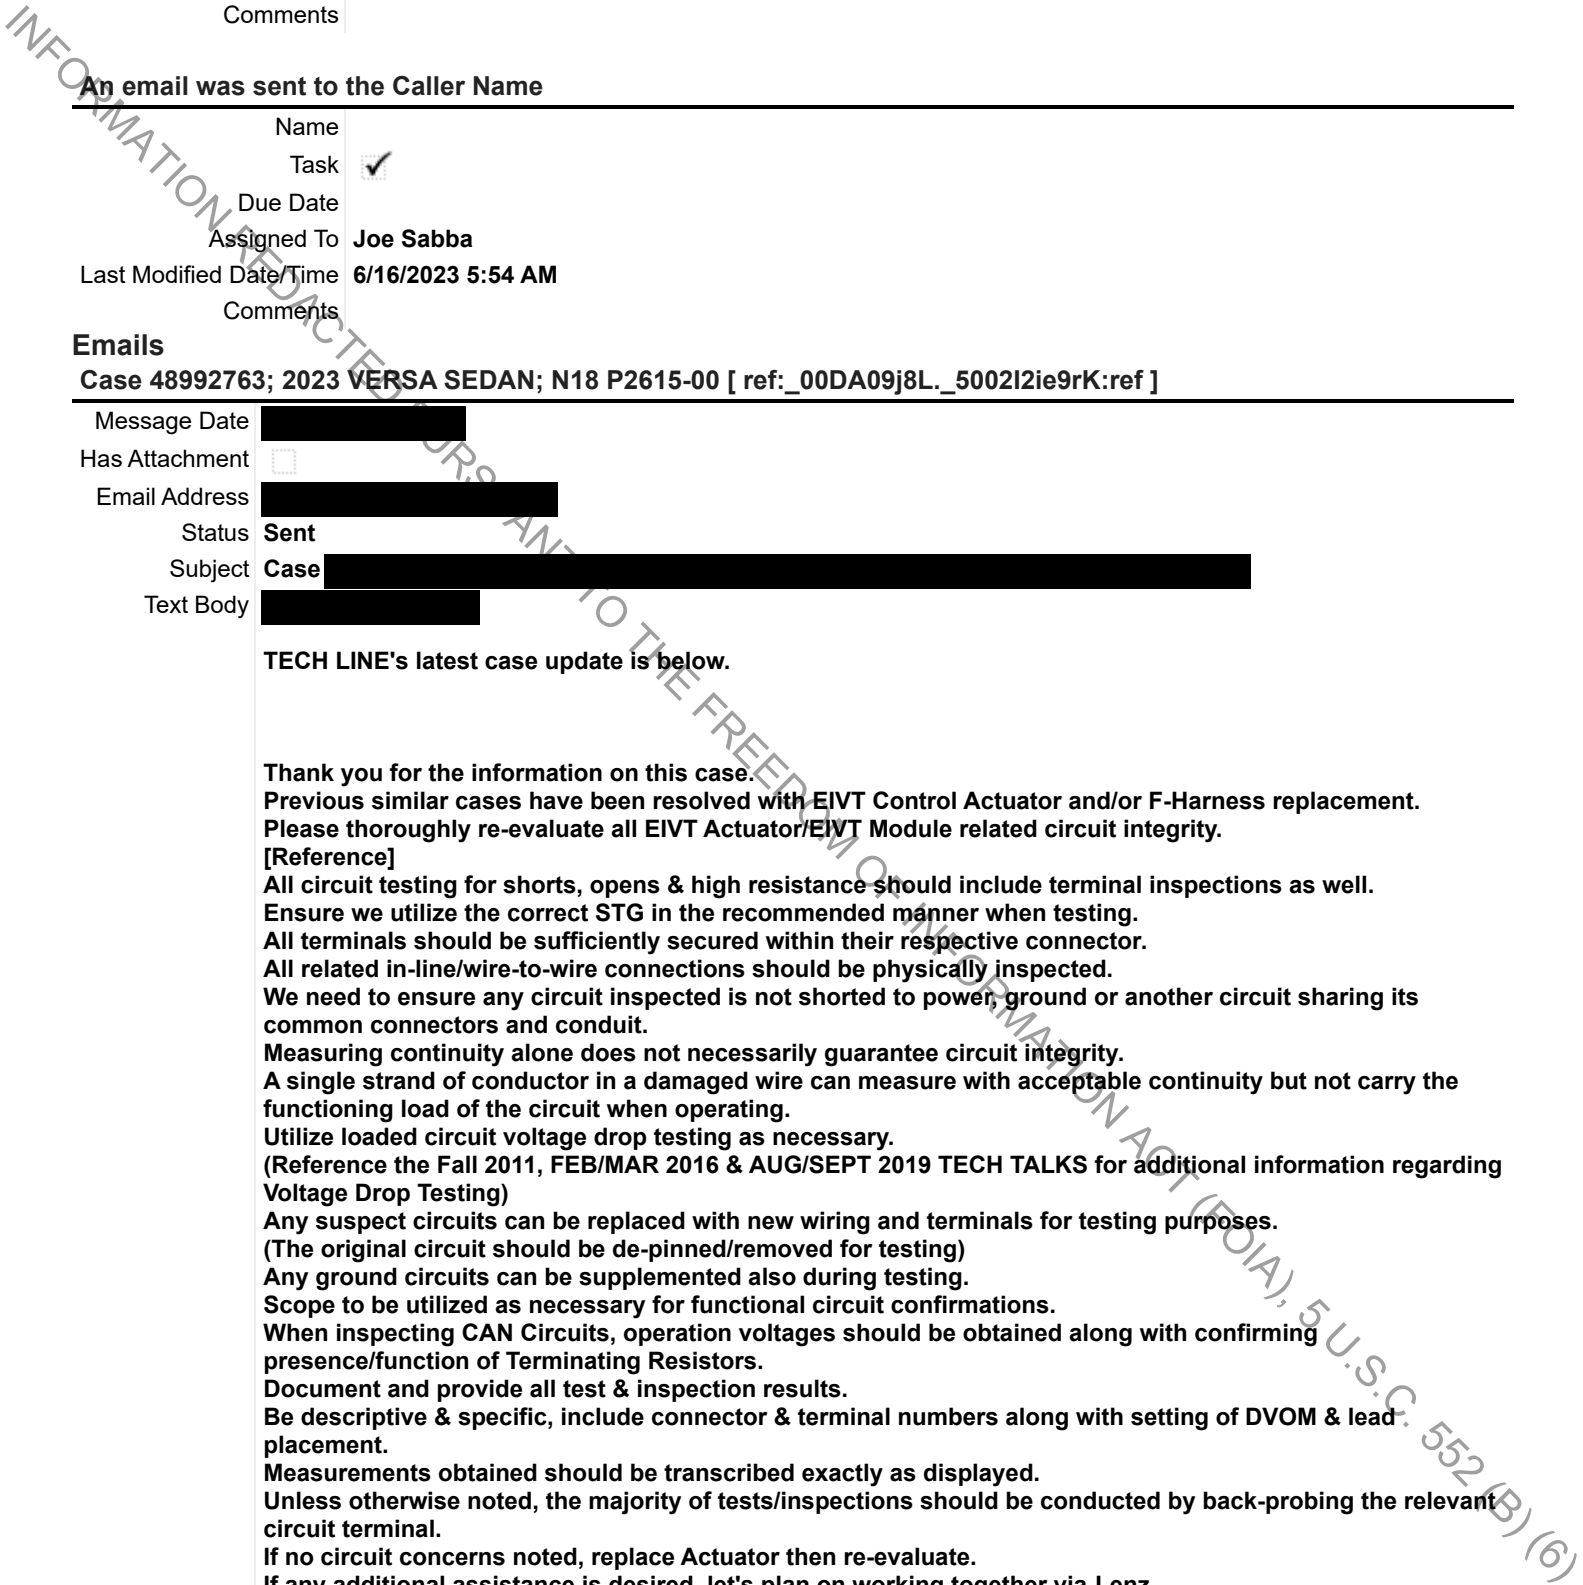 Comments
An email was sent to the Caller Name
Name
Task
Due Date
Assigned To Joe Sabba
Last Modified Date/Time 6/16/2023 5:54 AM
Comments
Emails
Case 48992763; 2023 VERSA SEDAN; N18 P2615-00 [ ref:_00DA09j8L._5002I2ie9rK:ref ]
Message Date
Has Attachment
Email Address
Status Sent
Subject Case
Text Body
TECH LINE's latest case update is below.
Thank you for the information on this case.
Previous similar cases have been resolved with EIVT Control Actuator and/or F-Harness replacement.
Please thoroughly re-evaluate all EIVT Actuator/EIVT Module related circuit integrity.
[Reference]
All circuit testing for shorts, opens & high resistance should include terminal inspections as well.
Ensure we utilize the correct STG in the recommended manner when testing.
All terminals should be sufficiently secured within their respective connector.
All related in-line/wire-to-wire connections should be physically inspected.
We need to ensure any circuit inspected is not shorted to power, ground or another circuit sharing its
common connectors and conduit.
Measuring continuity alone does not necessarily guarantee circuit integrity.
A single strand of conductor in a damaged wire can measure with acceptable continuity but not carry the
functioning load of the circuit when operating.
Utilize loaded circuit voltage drop testing as necessary.
(Reference the Fall 2011, FEB/MAR 2016 & AUG/SEPT 2019 TECH TALKS for additional information regarding
Voltage Drop Testing)
Any suspect circuits can be replaced with new wiring and terminals for testing purposes.
(The original circuit should be de-pinned/removed for testing)
Any ground circuits can be supplemented also during testing.
Scope to be utilized as necessary for functional circuit confirmations.
When inspecting CAN Circuits, operation voltages should be obtained along with confirming
presence/function of Terminating Resistors.
Document and provide all test & inspection results.
Be descriptive & specific, include connector & terminal numbers along with setting of DVOM & lead
placement.
Measurements obtained should be transcribed exactly as displayed.
Unless otherwise noted, the majority of tests/inspections should be conducted by back-probing the relevant
circuit terminal.
If no circuit concerns noted, replace Actuator then re-evaluate.
If any additional assistance is desired, let's plan on working together via Lenz
INFORMATION REDACTED PURSUANT TO THE FREEDOM OF INFORMATION ACT (FOIA), 5 U.S.C. 552 (B) (6)